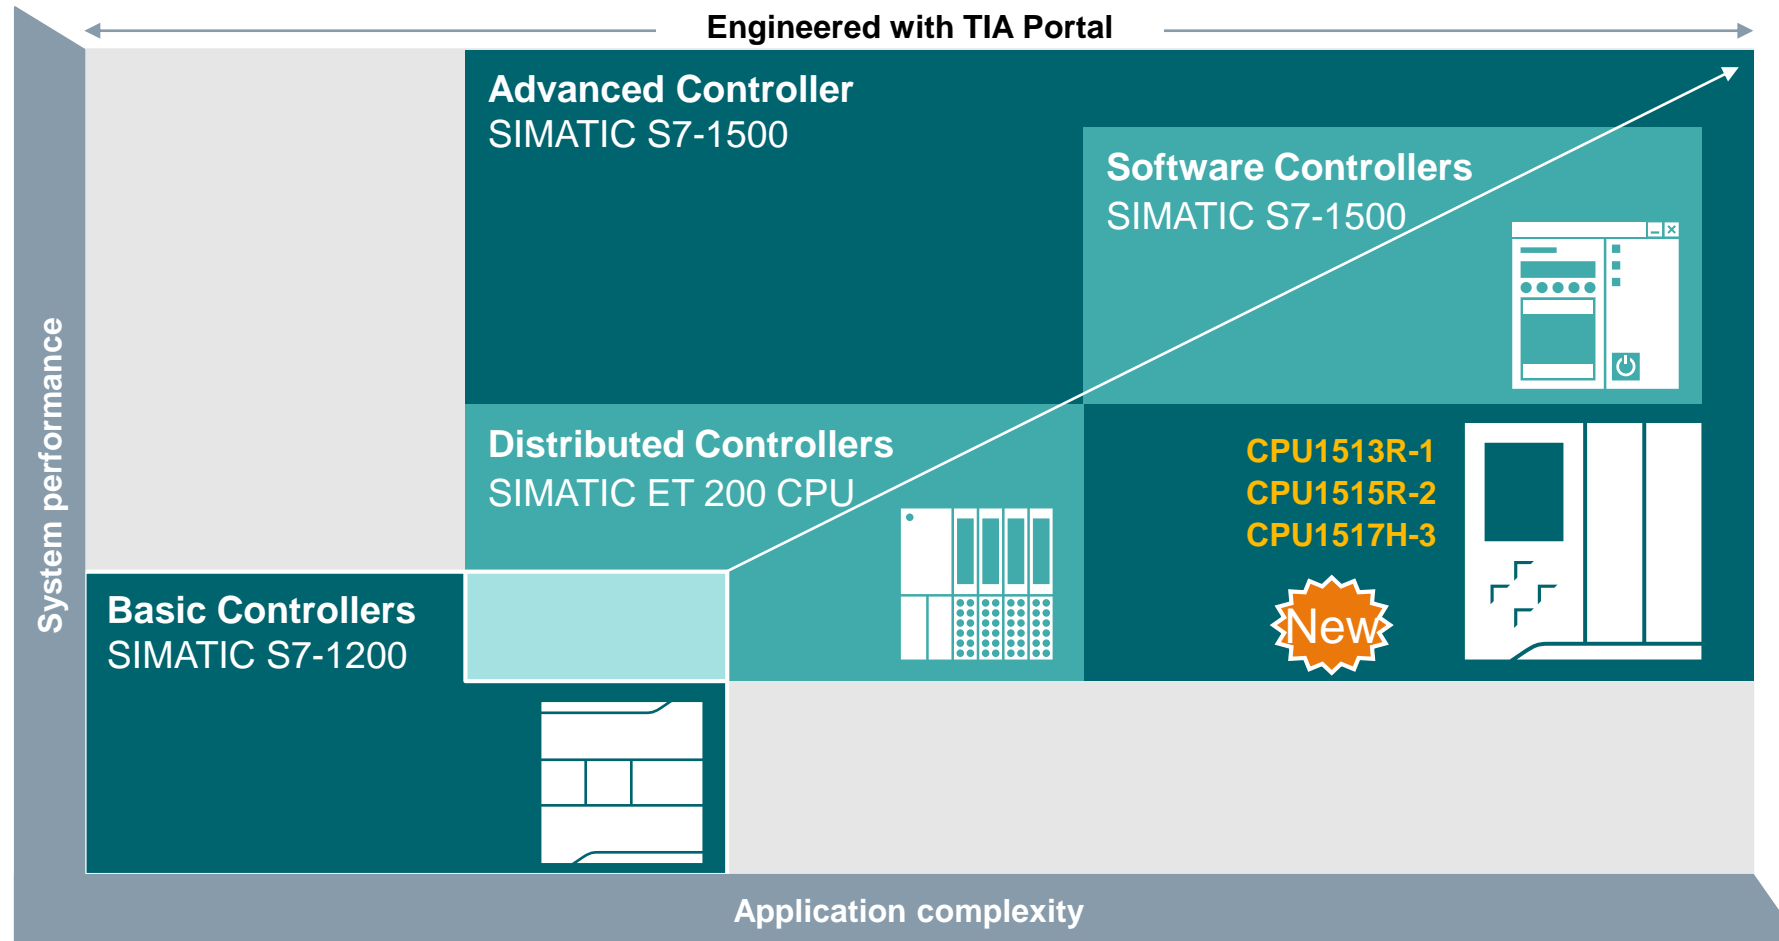 Engineered with TIA Portal
Advanced Controller
SIMATIC S7-1500
Software Controllers
SIMATIC S7-1500
Distributed Controllers
SIMATIC ET 200 CPU
CPU1513R-1
CPU1515R-2
CPU1517H-3
New
Basic Controllers
SIMATIC S7-1200
System performance
Application complexity